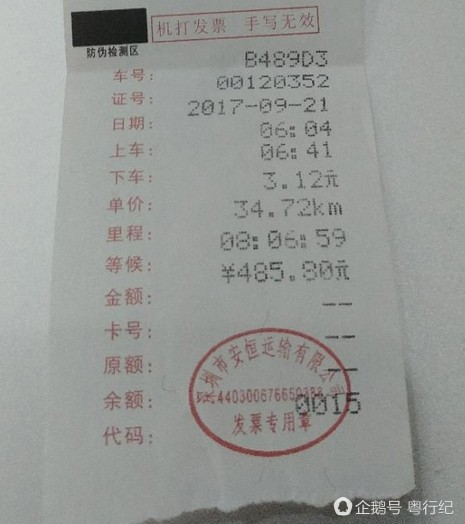 机打发票 手写无效
防伪检测区
车号: B489D3
证号: 00120352
日期: 2017-09-21
上车: 06:04
下车: 06:41
单价: 3.12元
里程: 34.72km
等候: 08:06:59
金额: ¥485.80元
卡号: --
原额: --
余额: --
代码: 0015
深圳市安恒运输有限公司
发票专用章
企鹅号 粤行纪